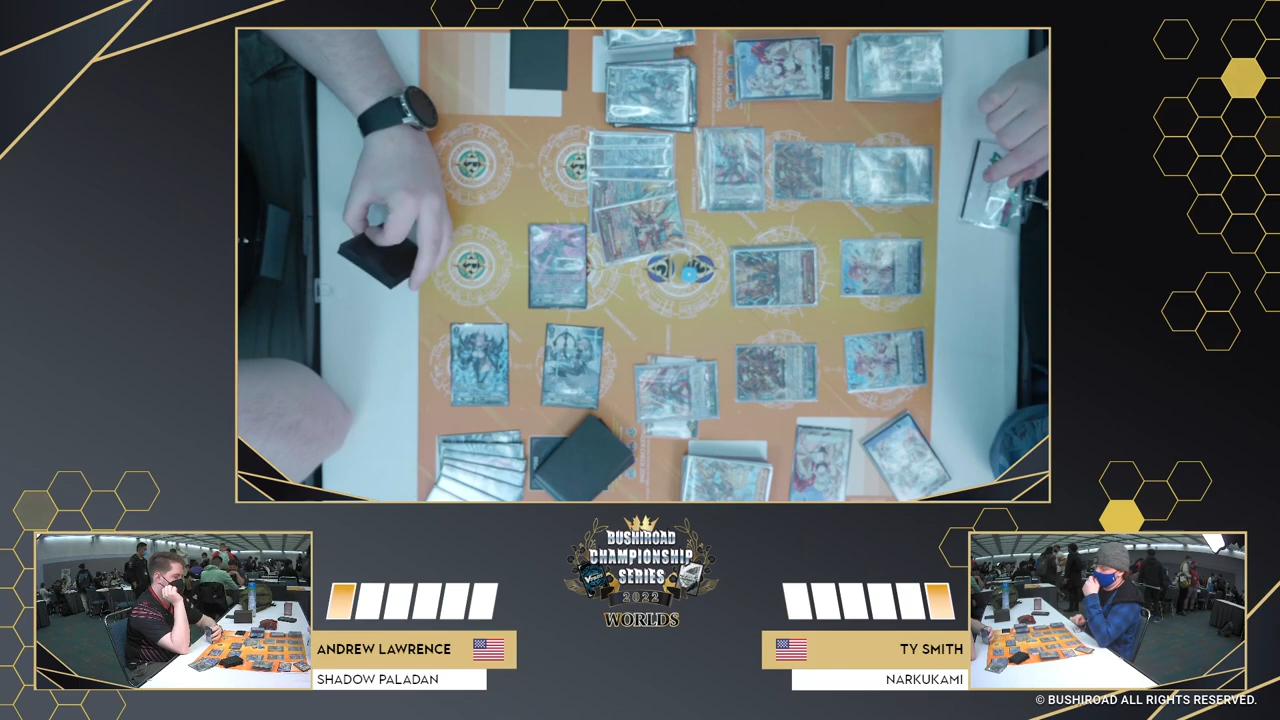 BUSHIROAD
CHAMPIONSHIP
SERIES
2022
WORLDS
ANDREW LAWRENCE
SHADOW PALADAN
TY SMITH
NARKUKAMI
© BUSHIROAD ALL RIGHTS RESERVED.